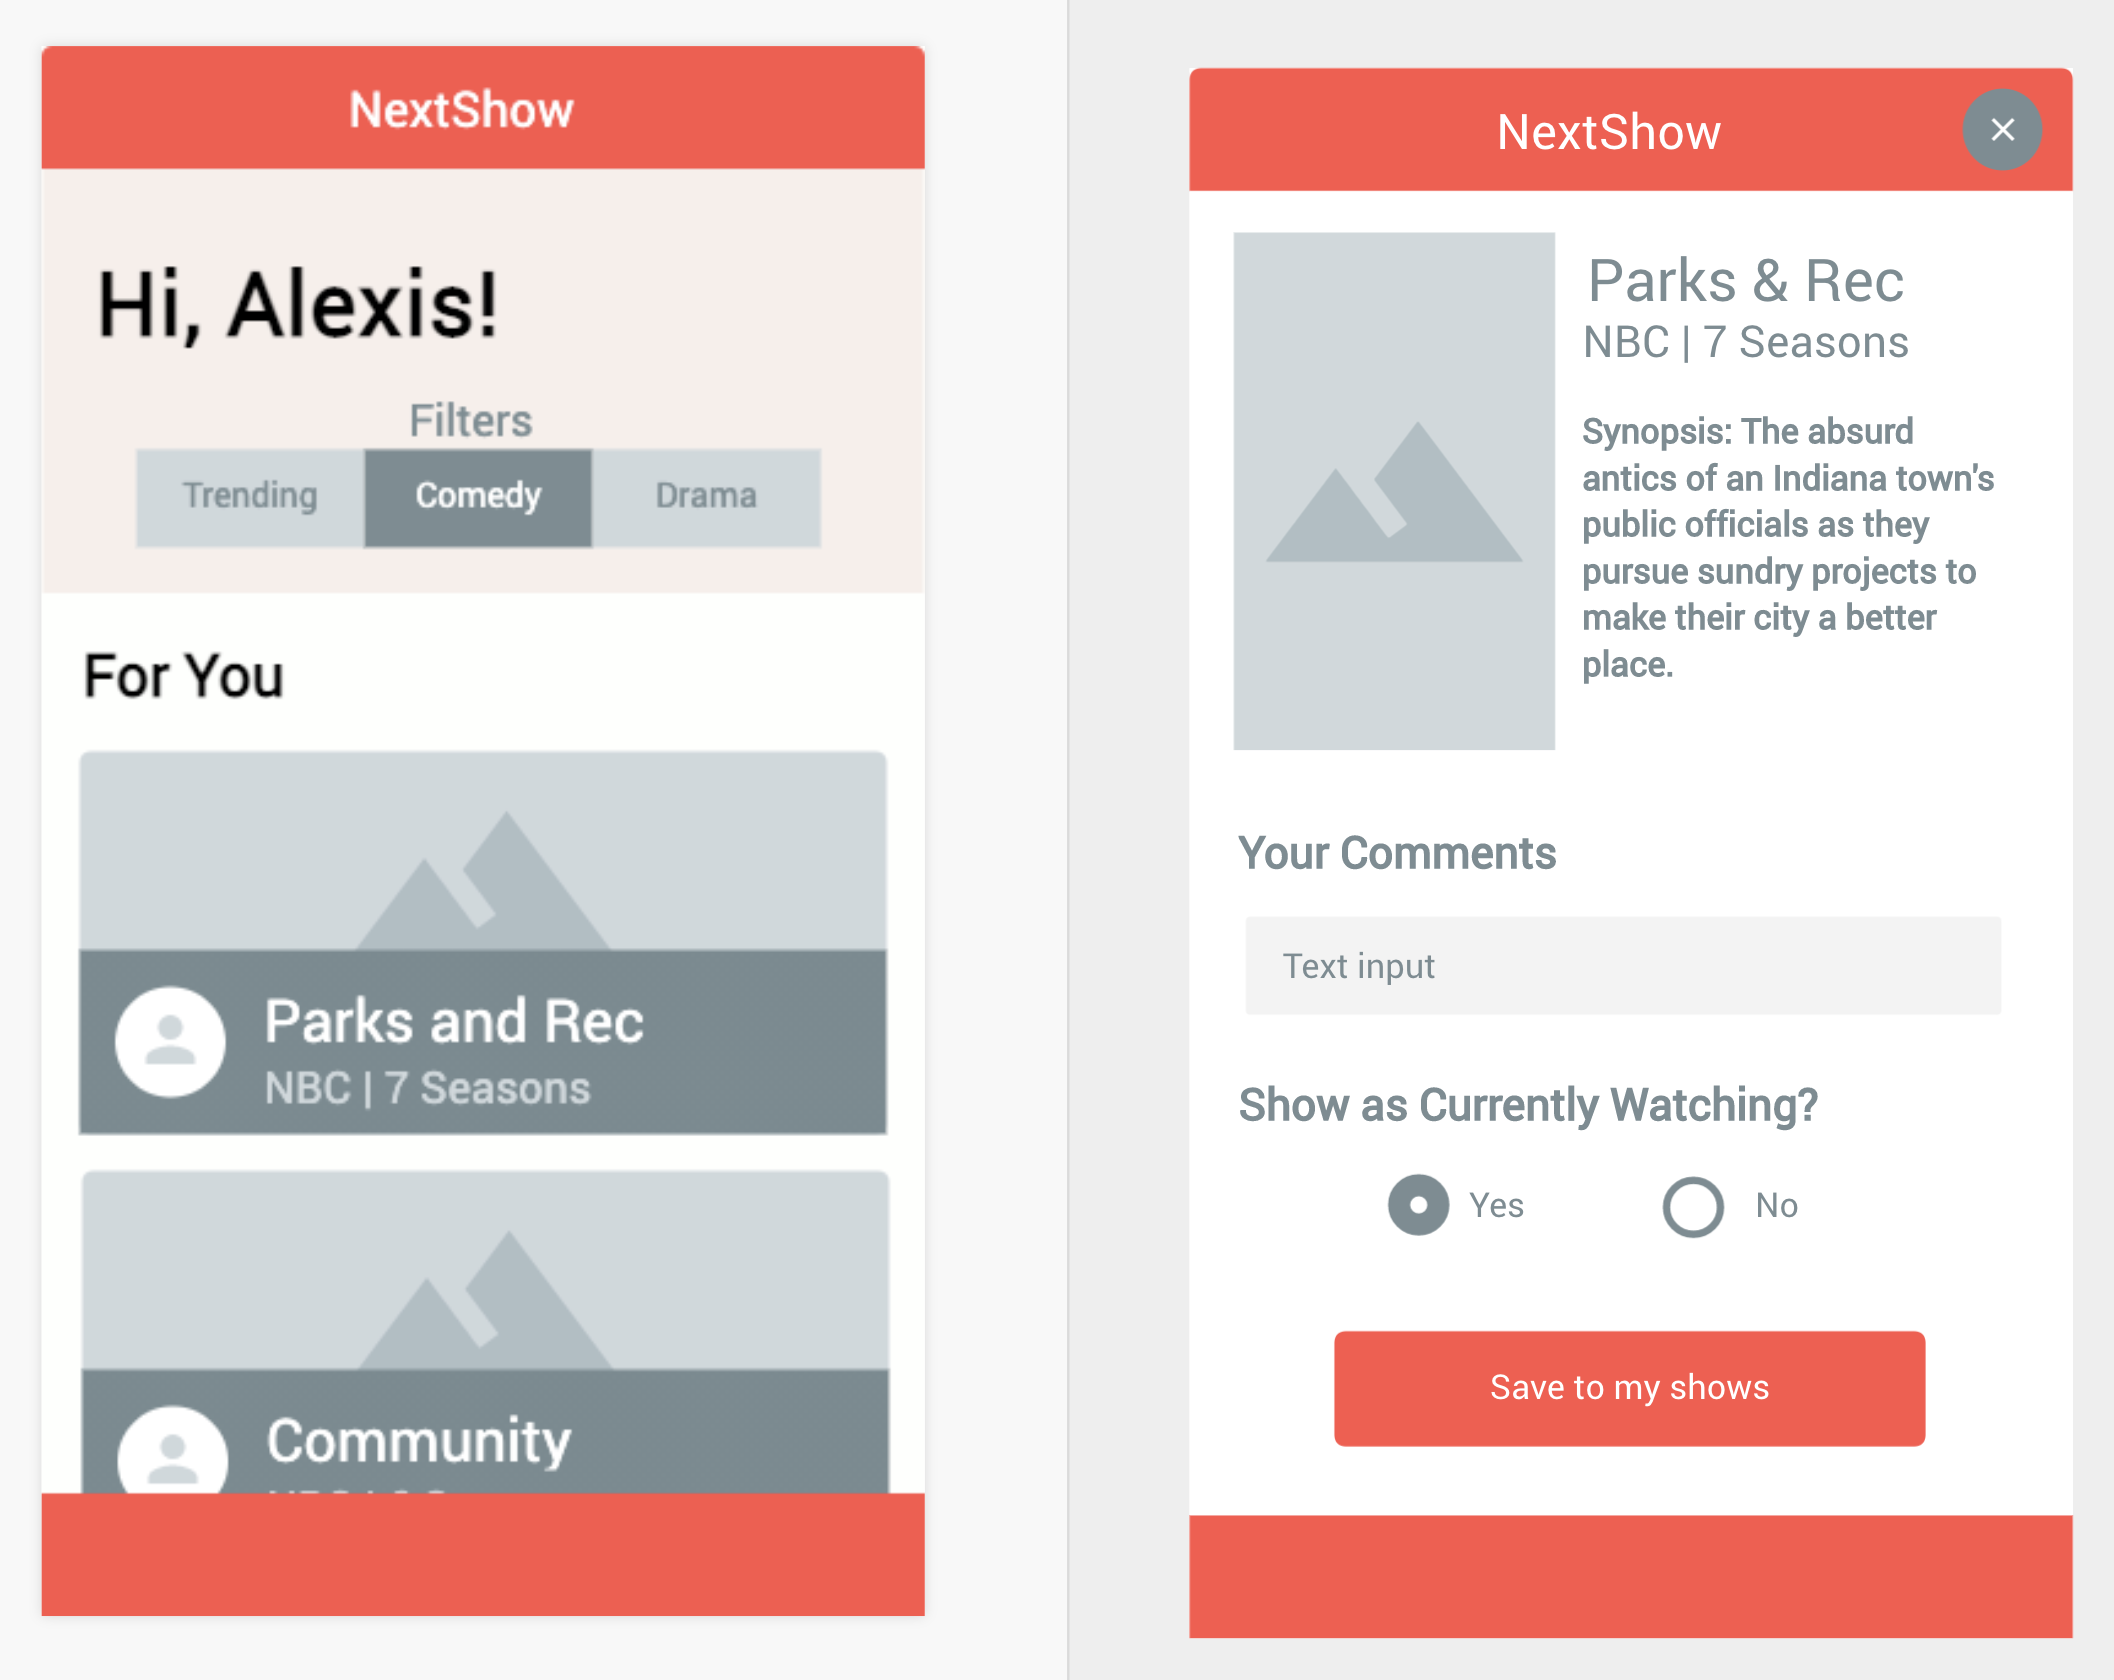 NextShow
Hi, Alexis!
Filters
Trending Comedy Drama
For You
Parks and Rec
NBC | 7 Seasons
Community
NextShow
Parks & Rec
NBC | 7 Seasons
Synopsis: The absurd
antics of an Indiana town's
public officials as they
pursue sundry projects to
make their city a better
place.
Your Comments
Text input
Show as Currently Watching?
Yes No
Save to my shows